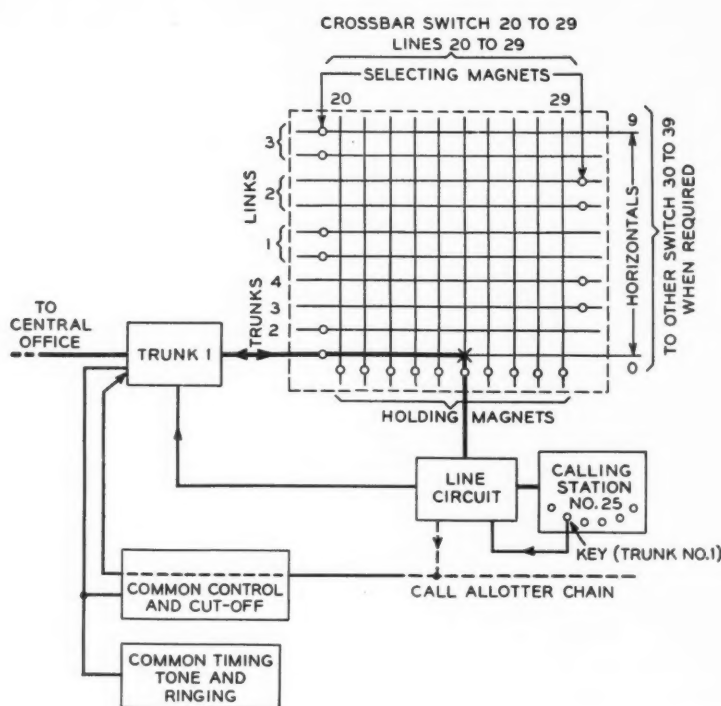 CROSSBAR SWITCH 20 TO 29
LINES 20 TO 29
SELECTING MAGNETS
20
29
9
3
LINKS
2
1
4
3
2
TRUNKS
HORIZONTALS
TO OTHER SWITCH 30 TO 39
WHEN REQUIRED
0
TO
CENTRAL
OFFICE
TRUNK 1
HOLDING MAGNETS
LINE
CIRCUIT
CALLING
STATION
NO. 25
KEY (TRUNK NO.1)
COMMON CONTROL
AND CUT-OFF
CALL ALLOTTER CHAIN
COMMON TIMING
TONE AND
RINGING